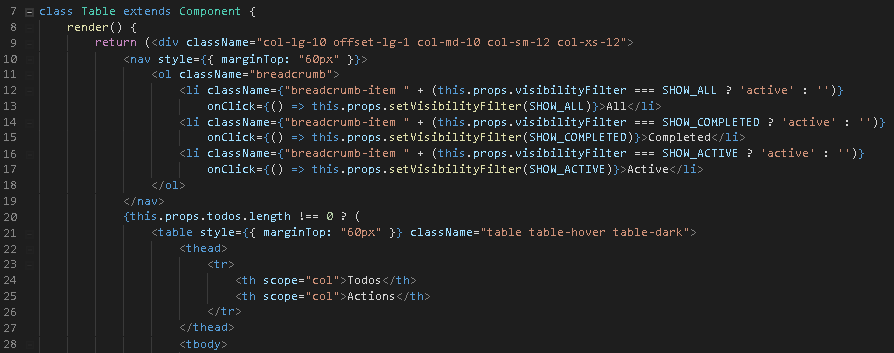 7 class Table extends Component {
8 render() {
9 return (<div className="col-lg-10 offset-lg-1 col-md-10 col-sm-12 col-xs-12">
10 <nav style={{ marginTop: "60px" }}>
11 <ol className="breadcrumb">
12 <li className={"breadcrumb-item " + (this.props.visibilityFilter === SHOW_ALL ? 'active' : '')}
13 onClick={() => this.props.setVisibilityFilter(SHOW_ALL)}>All</li>
14 <li className={"breadcrumb-item " + (this.props.visibilityFilter === SHOW_COMPLETED ? 'active' : '')}
15 onClick={() => this.props.setVisibilityFilter(SHOW_COMPLETED)}>Completed</li>
16 <li className={"breadcrumb-item " + (this.props.visibilityFilter === SHOW_ACTIVE ? 'active' : '')}
17 onClick={() => this.props.setVisibilityFilter(SHOW_ACTIVE)}>Active</li>
18 </ol>
19 </nav>
20 {this.props.todos.length !== 0 ? (
21 <table style={{ marginTop: "60px" }} className="table table-hover table-dark">
22 <thead>
23 <tr>
24 <th scope="col">Todos</th>
25 <th scope="col">Actions</th>
26 </tr>
27 </thead>
28 <tbody>